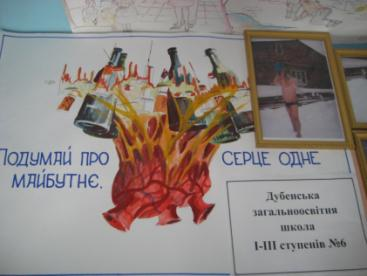 Подумай про
майбутнє.
серце одне
Дубенська
загальноосвітня
школа
І-ІІІ ступенів №6